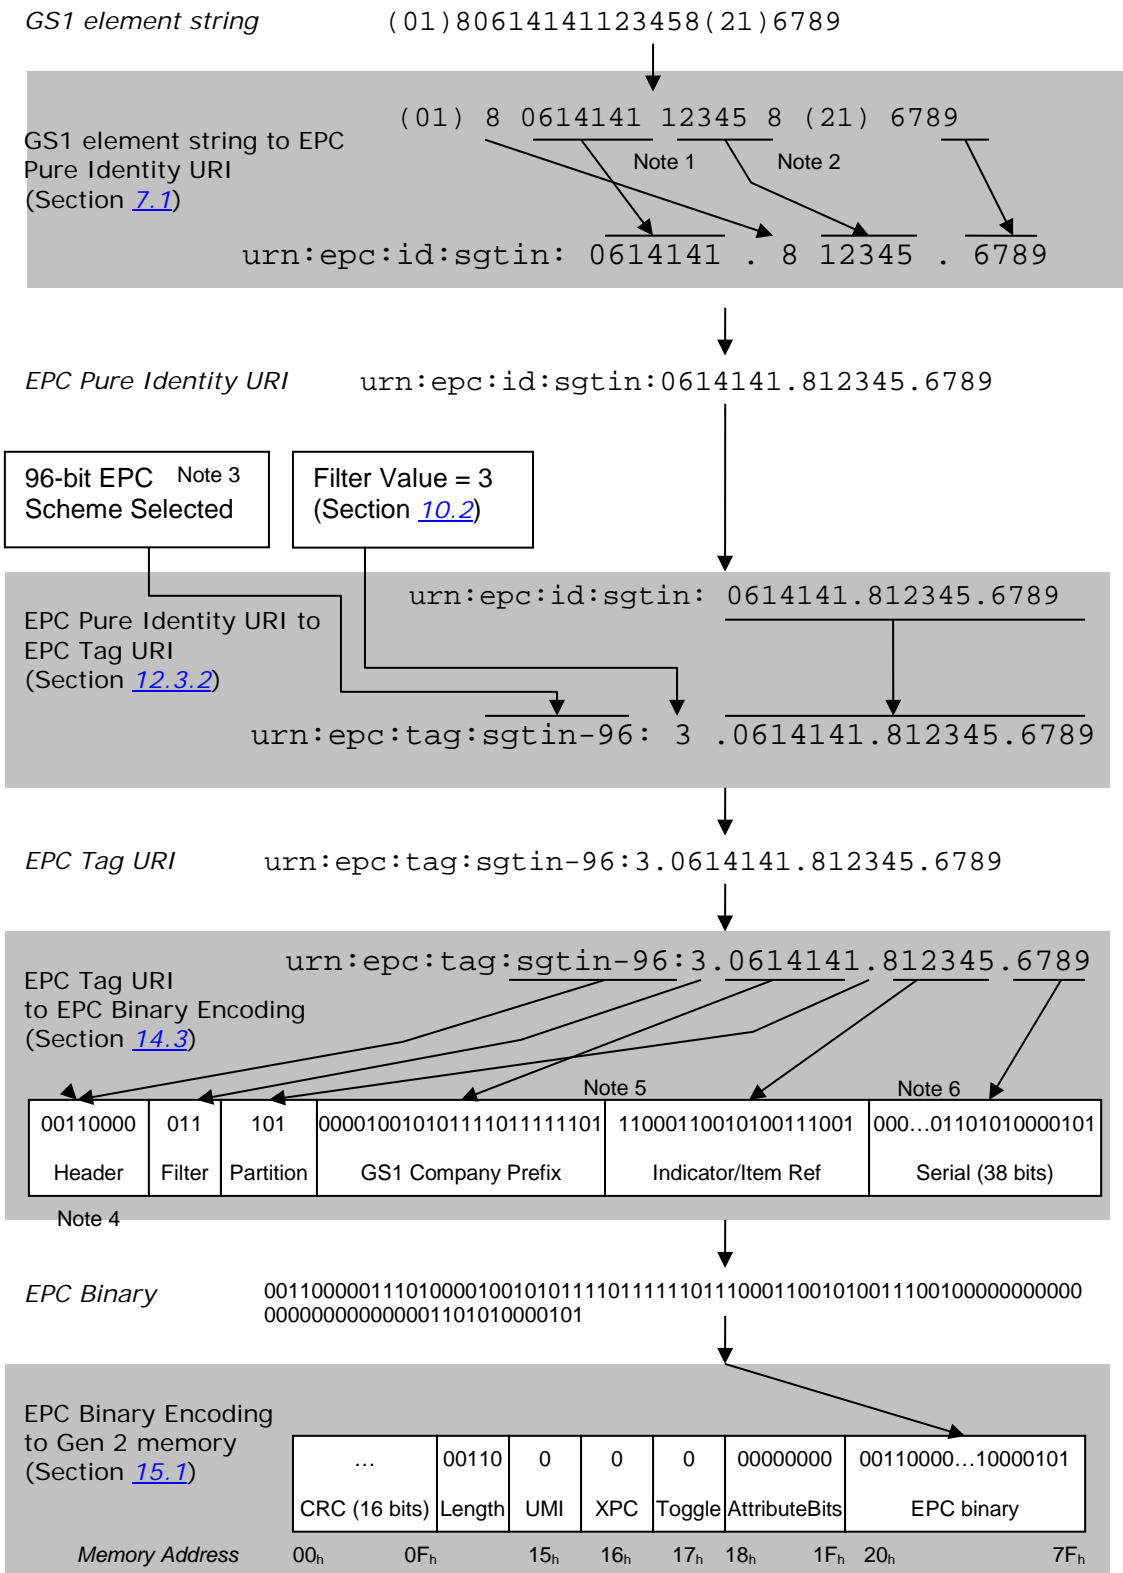 GS1 element string (01)80614141123458(21)6789
(01) 8 0614141 12345 8 (21) 6789
GS1 element string to EPC
Pure Identity URI
(Section 7.1)
Note 1 Note 2
urn:epc:id:sgtin: 0614141 . 8 12345 . 6789
EPC Pure Identity URI urn:epc:id:sgtin:0614141.812345.6789
96-bit EPC Note 3
Scheme Selected
Filter Value = 3
(Section 10.2)
urn:epc:id:sgtin: 0614141.812345.6789
EPC Pure Identity URI to
EPC Tag URI
(Section 12.3.2)
urn:epc:tag:sgtin-96: 3 .0614141.812345.6789
EPC Tag URI urn:epc:tag:sgtin-96:3.0614141.812345.6789
urn:epc:tag:sgtin-96:3.0614141.812345.6789
EPC Tag URI
to EPC Binary Encoding
(Section 14.3)
Note 5 Note 6
00110000 011 101 000010010101111011111101 11000110010100111001 000...01101010000101
Header Filter Partition GS1 Company Prefix Indicator/Item Ref Serial (38 bits)
Note 4
EPC Binary 001100000111010000100101011110111111011100011001010011100100000000000
000000000000001101010000101
EPC Binary Encoding
to Gen 2 memory
(Section 15.1)
... 00110 0 0 0 00000000 00110000...10000101
CRC (16 bits) Length UMI XPC Toggle AttributeBits EPC binary
Memory Address 00h 0Fh 15h 16h 17h 18h 1Fh 20h 7Fh